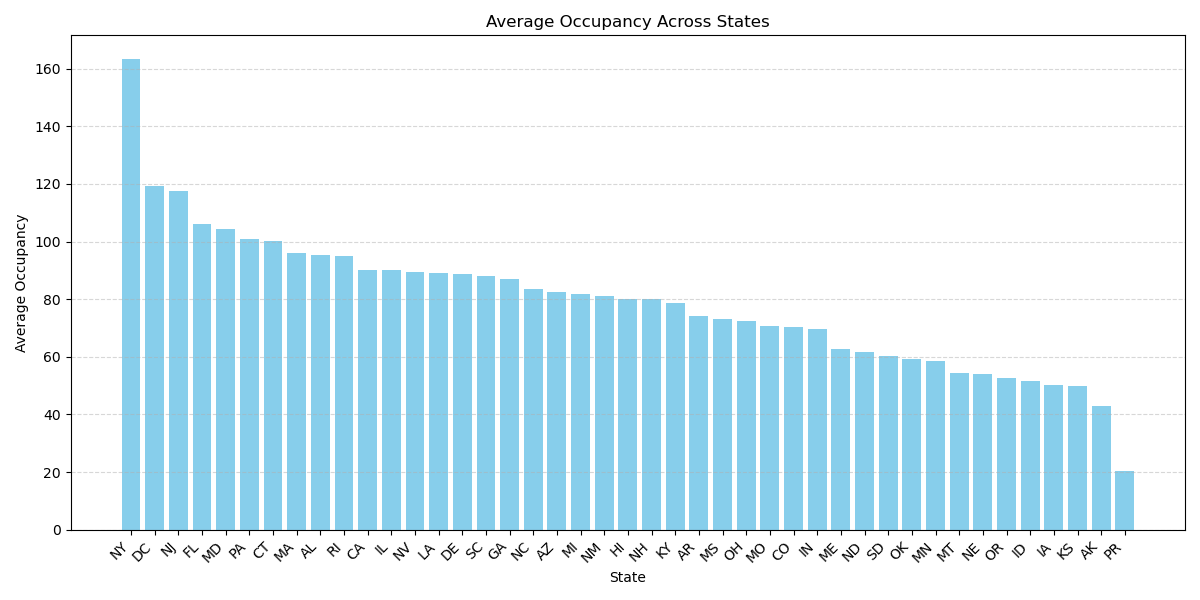 Average Occupancy Across States
Average Occupancy
160
140
120
100
80
60
40
20
0
NY DC NJ FL MD PA CT MA AL RI CA IL NV LA DE SC GA NC AZ MI NM HI NH KY AR MS OH MO CO IN ME ND SD OK MN MT NE OR ID IA KS AK PR
State